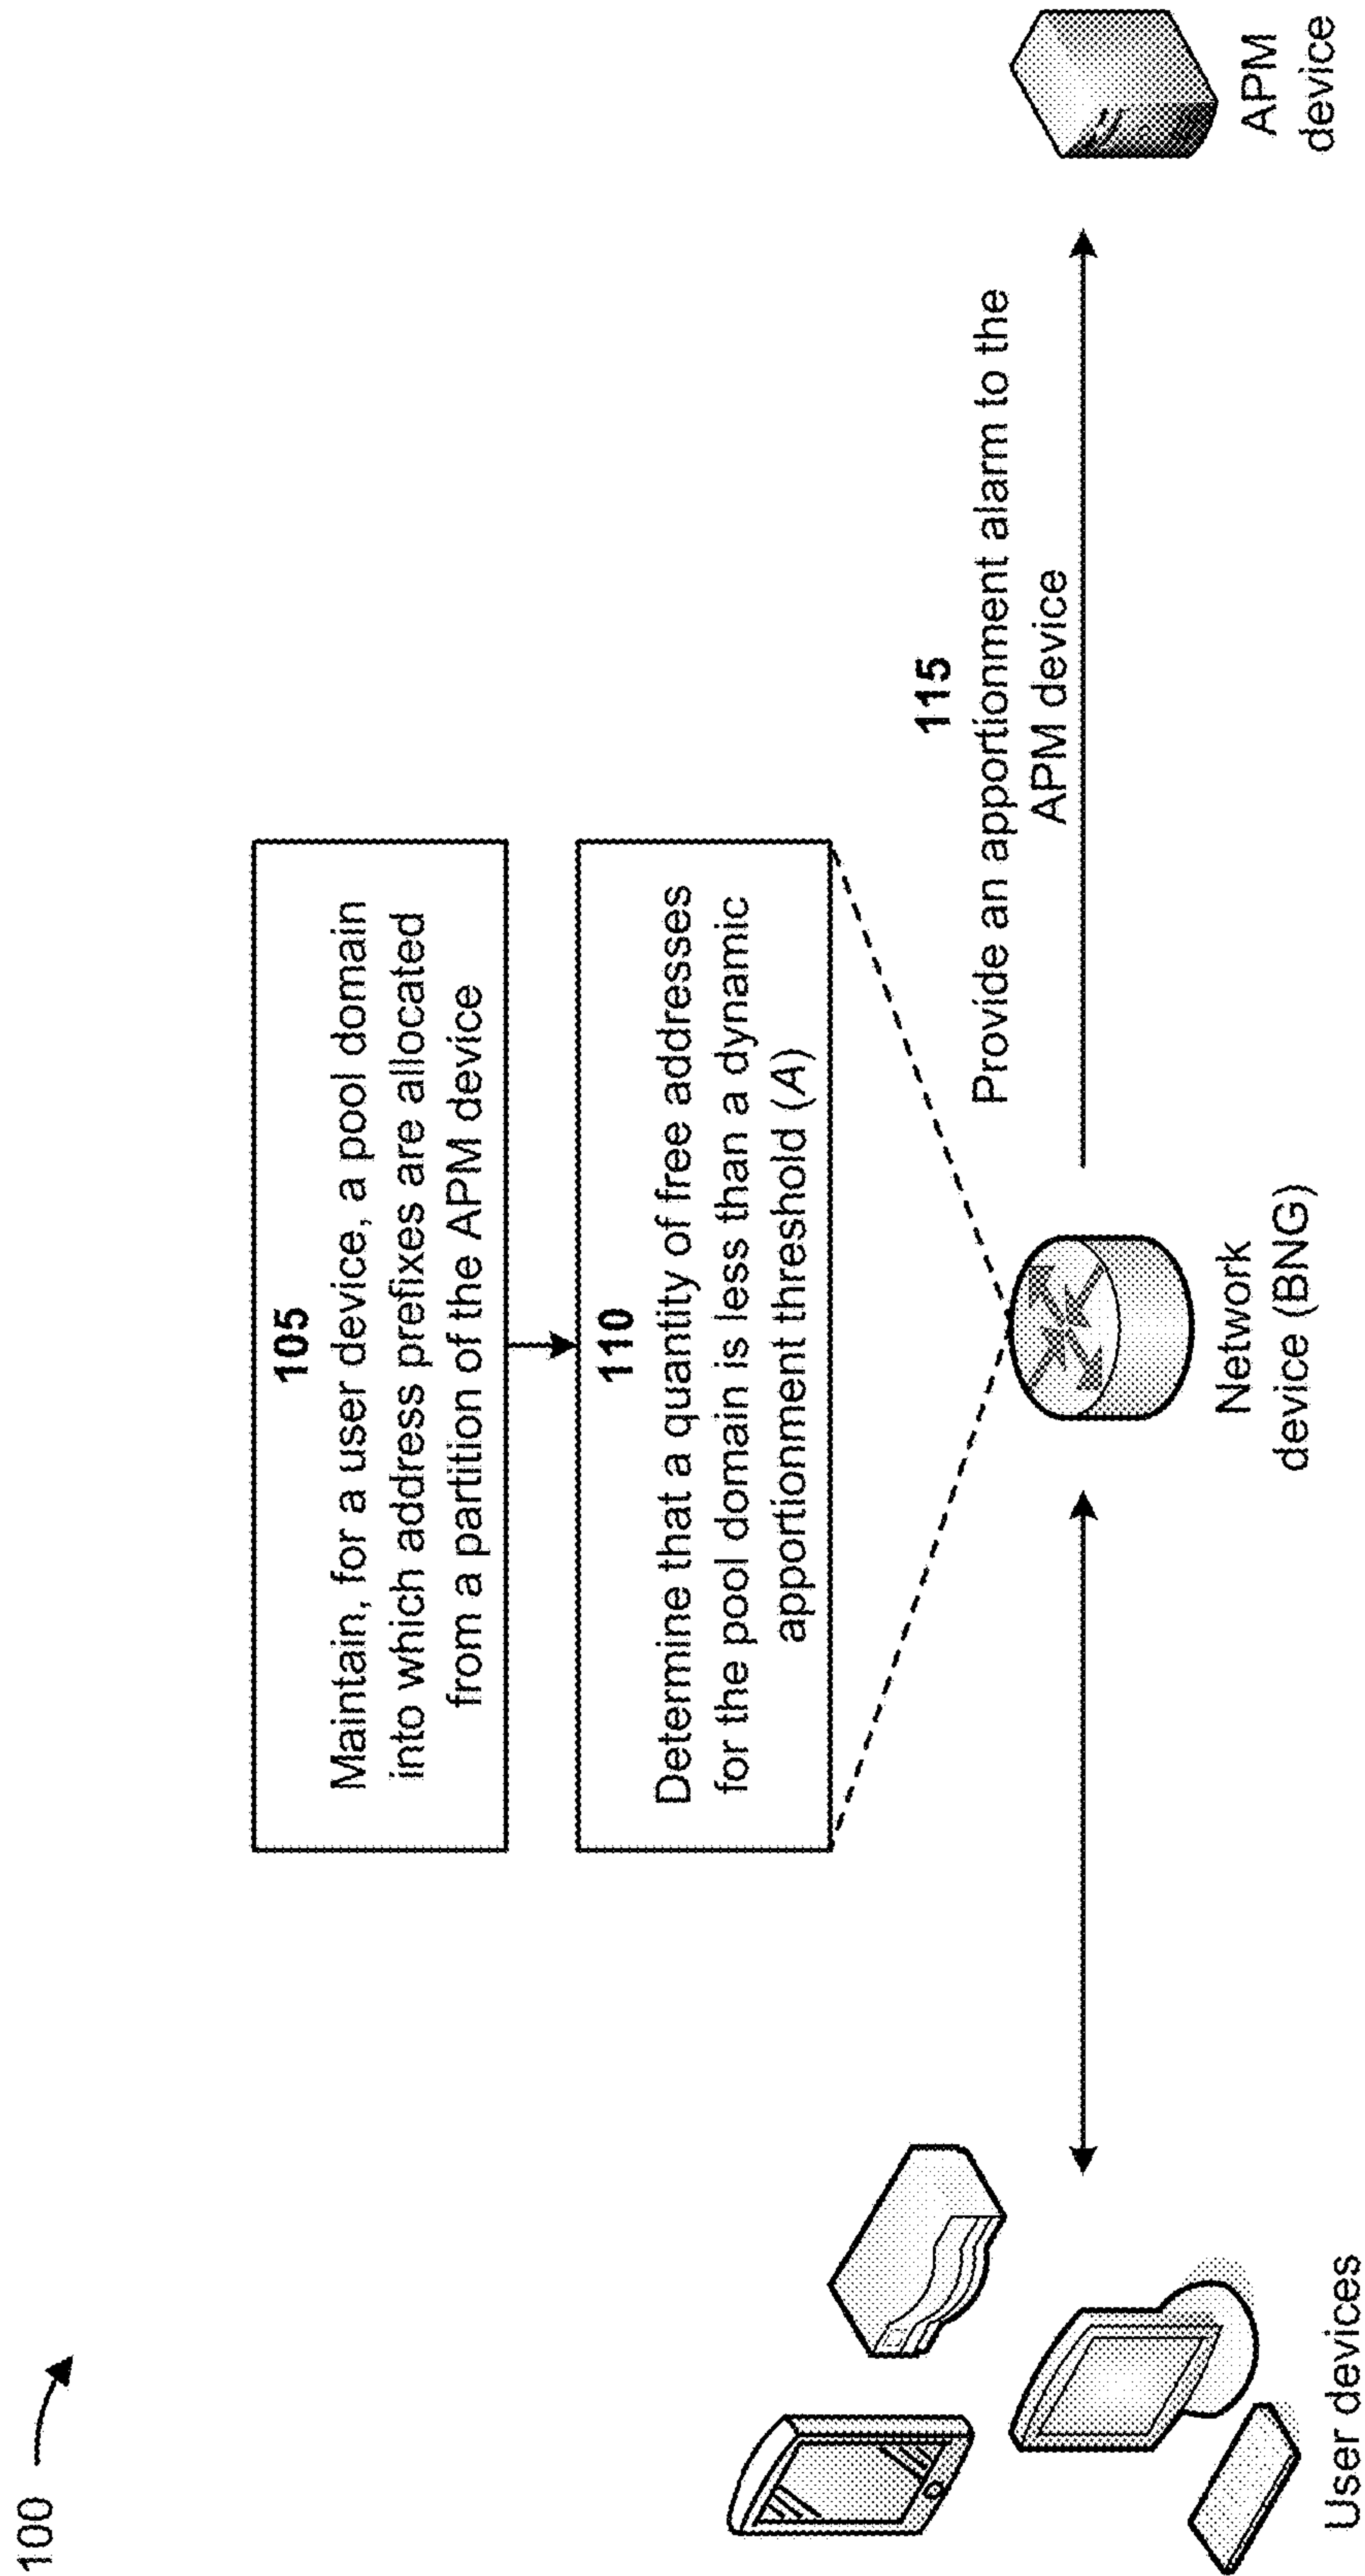 100
105
Maintain, for a user device, a pool domain
into which address prefixes are allocated
from a partition of the APM device
110
Determine that a quantity of free addresses
for the pool domain is less than a dynamic
apportionment threshold (A)
115
Provide an apportionment alarm to the
APM device
User devices
Network
device (BNG)
APM
device